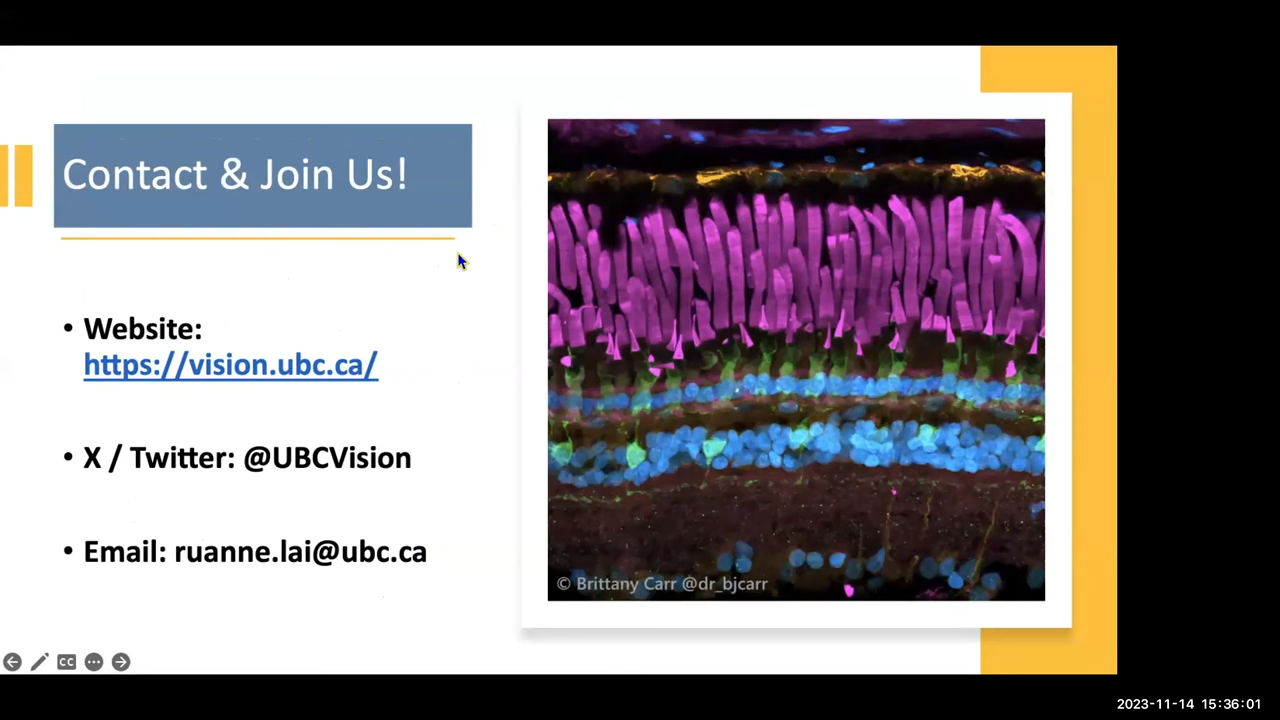 Contact & Join Us!
• Website:
https://vision.ubc.ca/
• X / Twitter: @UBCVision
• Email: ruanne.lai@ubc.ca
© Brittany Carr @dr_bjcarr
CC
2023-11-14 15:36:01